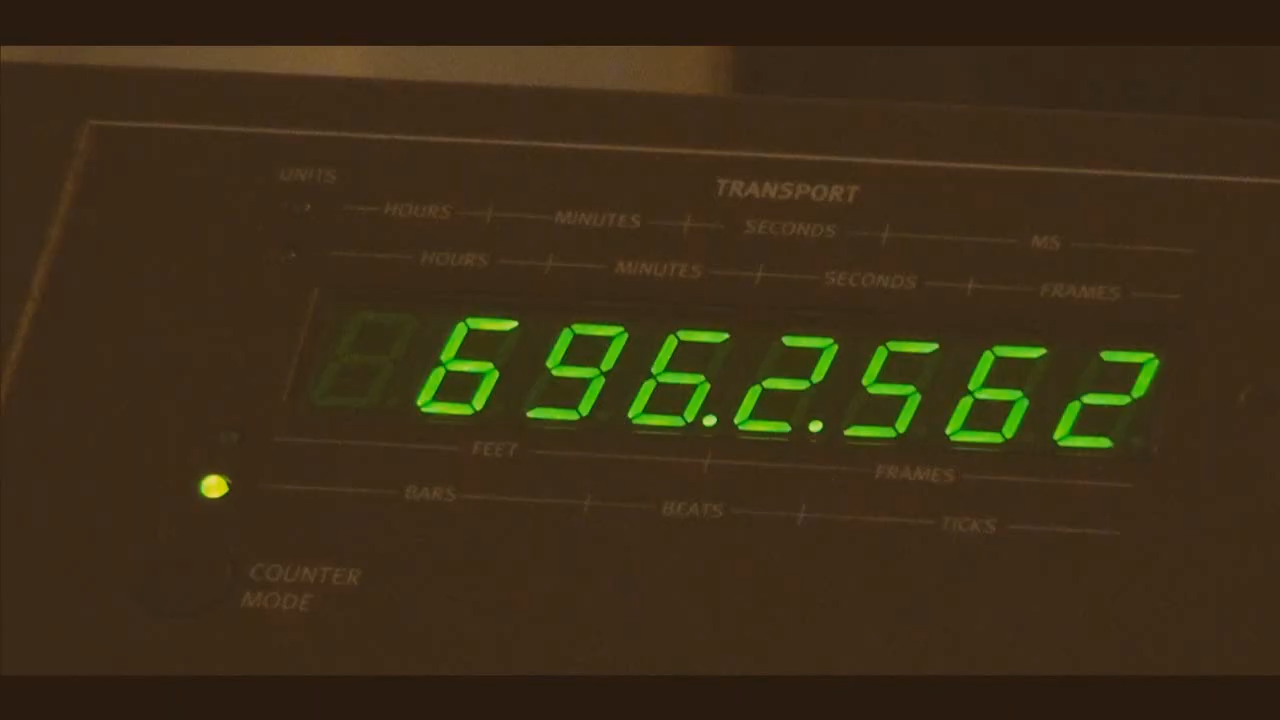 UNITS
TRANSPORT
HOURS MINUTES SECONDS MS
HOURS MINUTES SECONDS FRAMES
696.2.562
FEET FRAMES
BARS BEATS TICKS
COUNTER
MODE